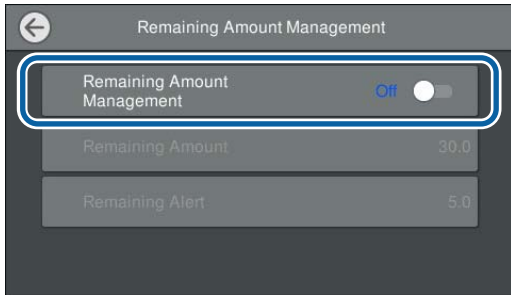 Remaining Amount Management
Remaining Amount
Management
Off
Remaining Amount
30.0
Remaining Alert
5.0